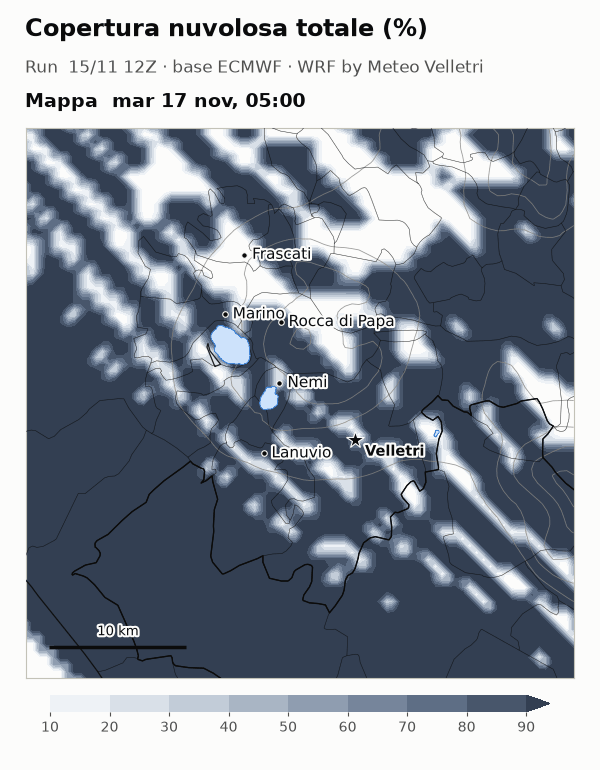 Copertura nuvolosa totale (%)
Run  15/11 12Z · base ECMWF · WRF by Meteo Velletri
Mappa  mar 17 nov, 05:00
Frascati
Marino
Rocca di Papa
Nemi
Velletri
Lanuvio
10 km
10 20 30 40 50 60 70 80 90